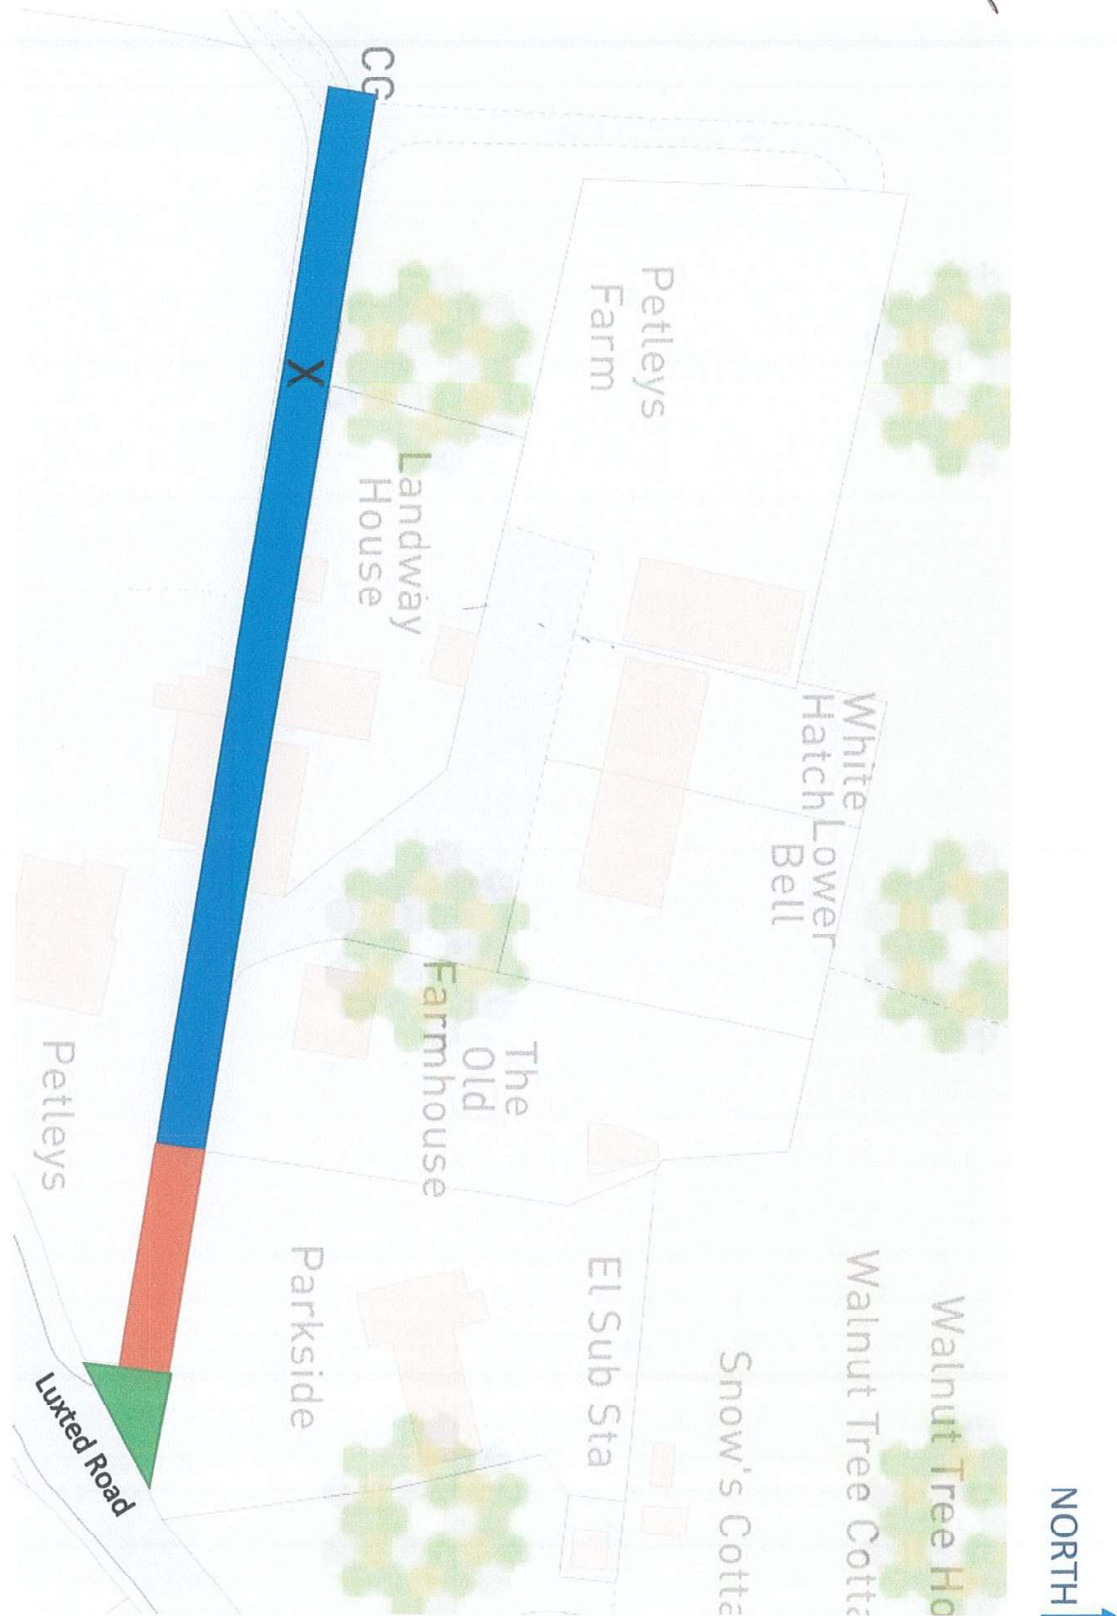 NORTH
Walnut Tree Ho
Walnut Tree Cotta
White
Hatch
Lower
Bell
Snow's Cotta
Petleys
Farm
El Sub Sta
The
Old
Farmhouse
Landway
House
CG
Parkside
X
Petleys
Luxted Road